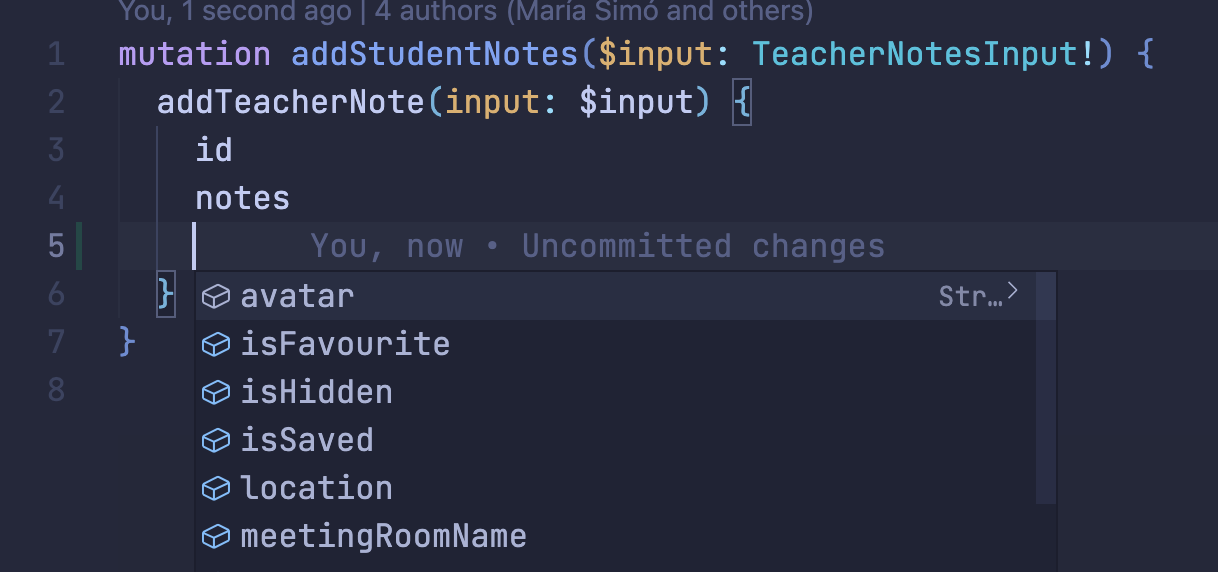 You, 1 second ago | 4 authors (María Simó and others)
1 mutation addStudentNotes($input: TeacherNotesInput!) {
2 addTeacherNote(input: $input) {
3 id
4 notes
5 You, now • Uncommitted changes
6 } avatar Str…
7 } isFavourite
8 isHidden
isSaved
location
meetingRoomName